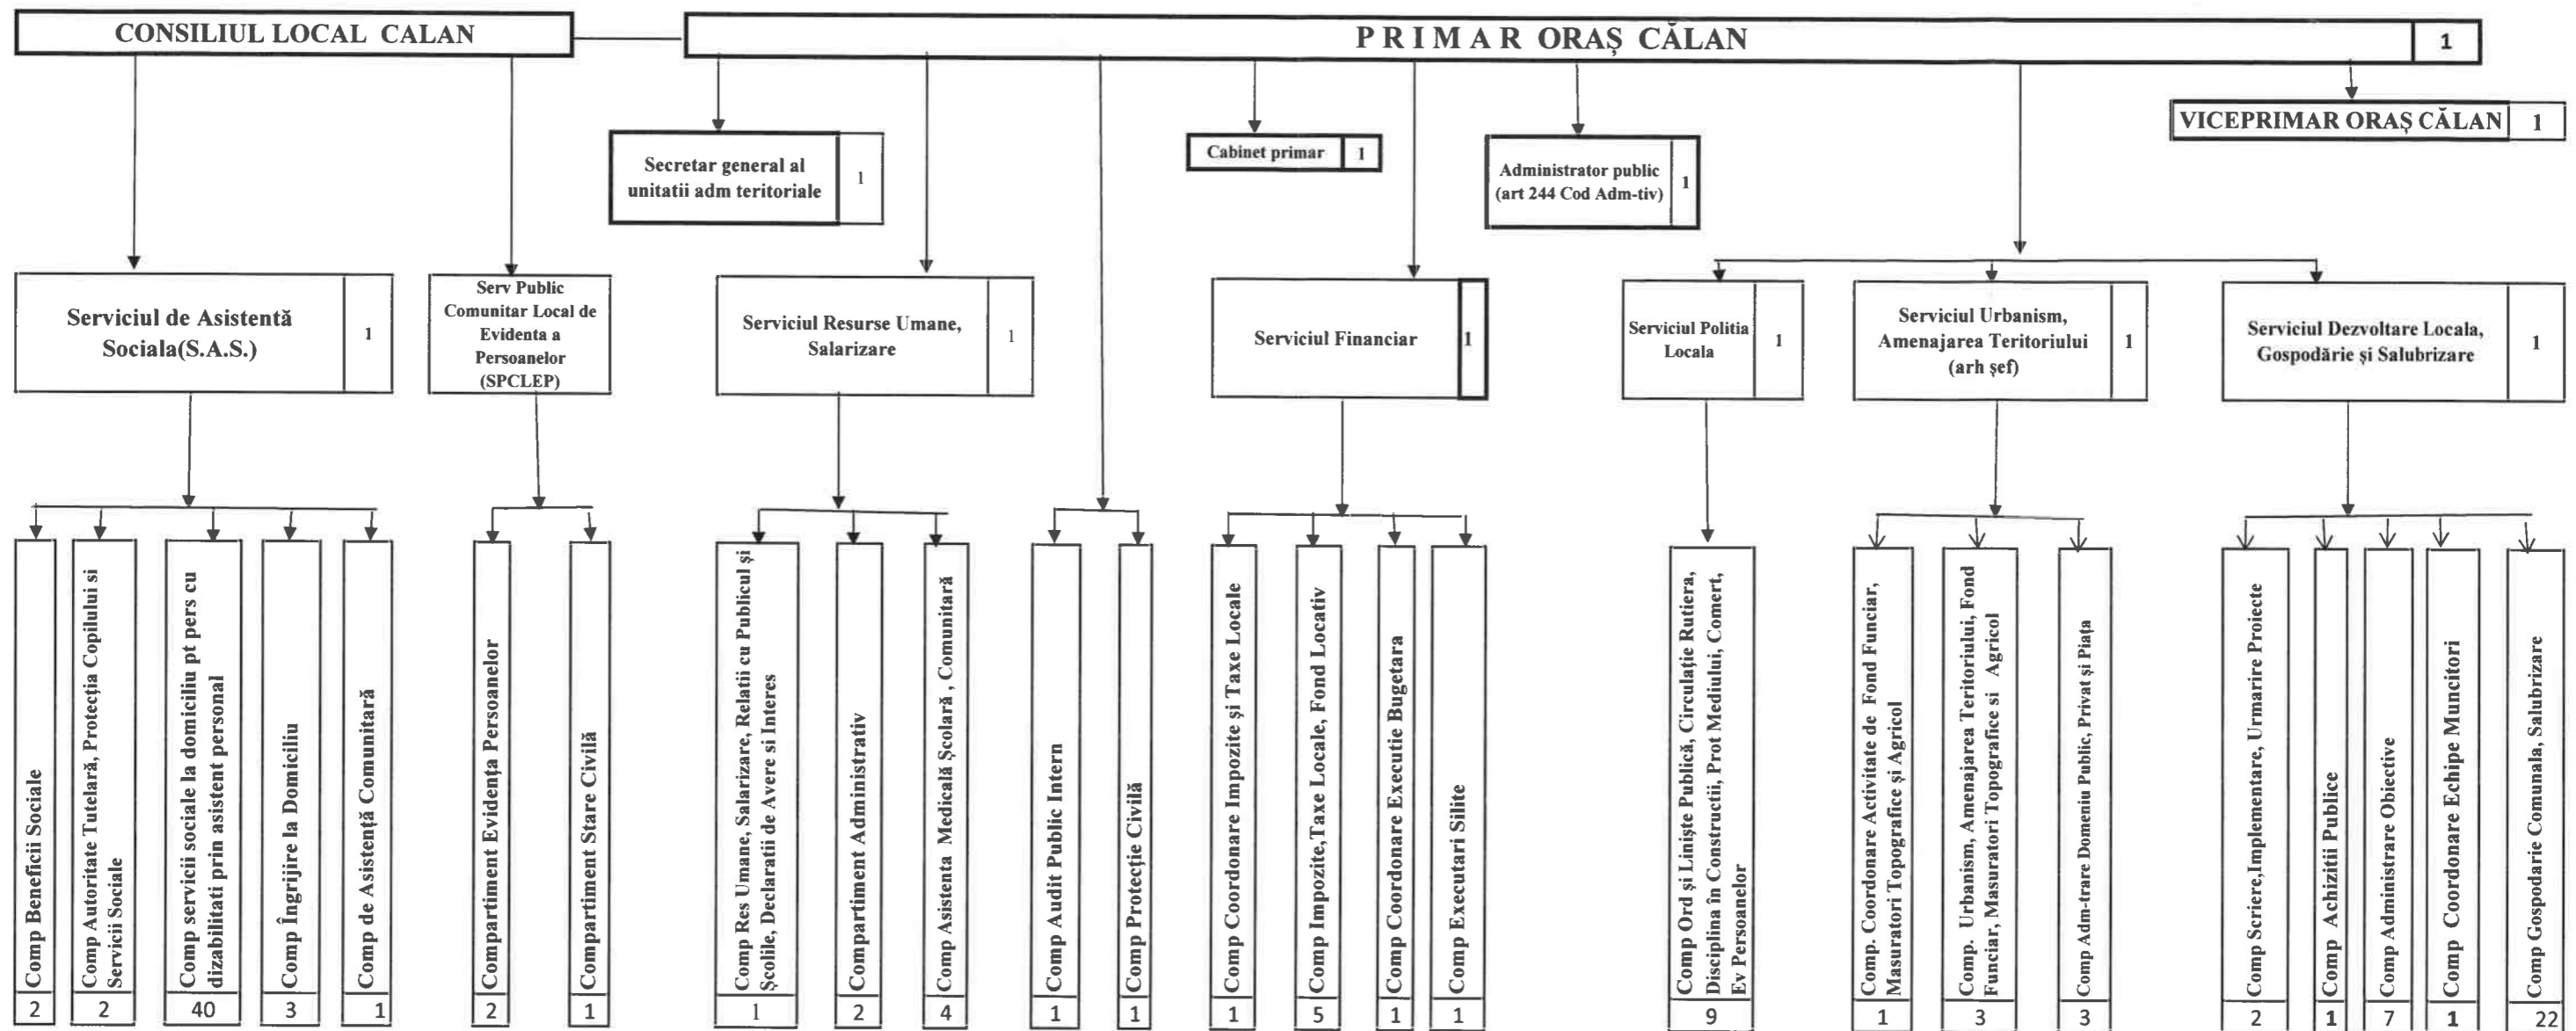 CONSILIUL LOCAL CALAN
P R I M A R ORAȘ CĂLAN
1
VICEPRIMAR ORAȘ CĂLAN
1
Secretar general al
unitatii adm teritoriale
1
Cabinet primar
1
Administrator public
(art 244 Cod Adm-tiv)
1
Serviciul de Asistentă
Sociala(S.A.S.)
1
Serv Public
Comunitar Local de
Evidenta a
Persoanelor
(SPCLEP)
Serviciul Resurse Umane,
Salarizare
1
Serviciul Financiar
1
Serviciul Politia
Locala
1
Serviciul Urbanism,
Amenajarea Teritoriului
(arh șef)
1
Serviciul Dezvoltare Locala,
Gospodărie și Salubrizare
1
Comp Beneficii Sociale
2
Comp Autoritate Tutelară, Protecția Copilului si
Servicii Sociale
2
Comp servicii sociale la domiciliu pt pers cu
dizabilitati prin asistent personal
40
Comp Îngrijire la Domiciliu
3
Comp de Asistență Comunitară
1
Compartiment Evidența Persoanelor
2
Compartiment Stare Civilă
1
Comp Res Umane, Salarizare, Relatii cu Publicul și
Școlile, Declaratii de Avere si Interes
1
Compartiment Administrativ
2
Comp Asistenta Medicală Școlară , Comunitară
4
Comp Audit Public Intern
1
Comp Protecție Civilă
1
Comp Coordonare Impozite și Taxe Locale
1
Comp Impozite,Taxe Locale, Fond Locativ
5
Comp Coordonare Executie Bugetara
1
Comp Executari Silite
1
Comp Ord și Liniște Publică, Circulație Rutiera,
Disciplina în Constructii, Prot Mediului, Comert,
Ev Persoanelor
9
Comp. Coordonare Activitate de Fond Funciar,
Masuratori Topografice și Agricol
1
Comp. Urbanism, Amenajarea Teritoriului, Fond
Funciar, Masuratori Topografice si Agricol
3
Comp Adm-trare Domeniu Public, Privat și Piața
3
Comp Scriere,Implementare, Urmarire Proiecte
2
Comp Achizitii Publice
1
Comp Administrare Obiective
7
Comp Coordonare Echipe Muncitori
1
Comp Gospodarie Comunala, Salubrizare
22